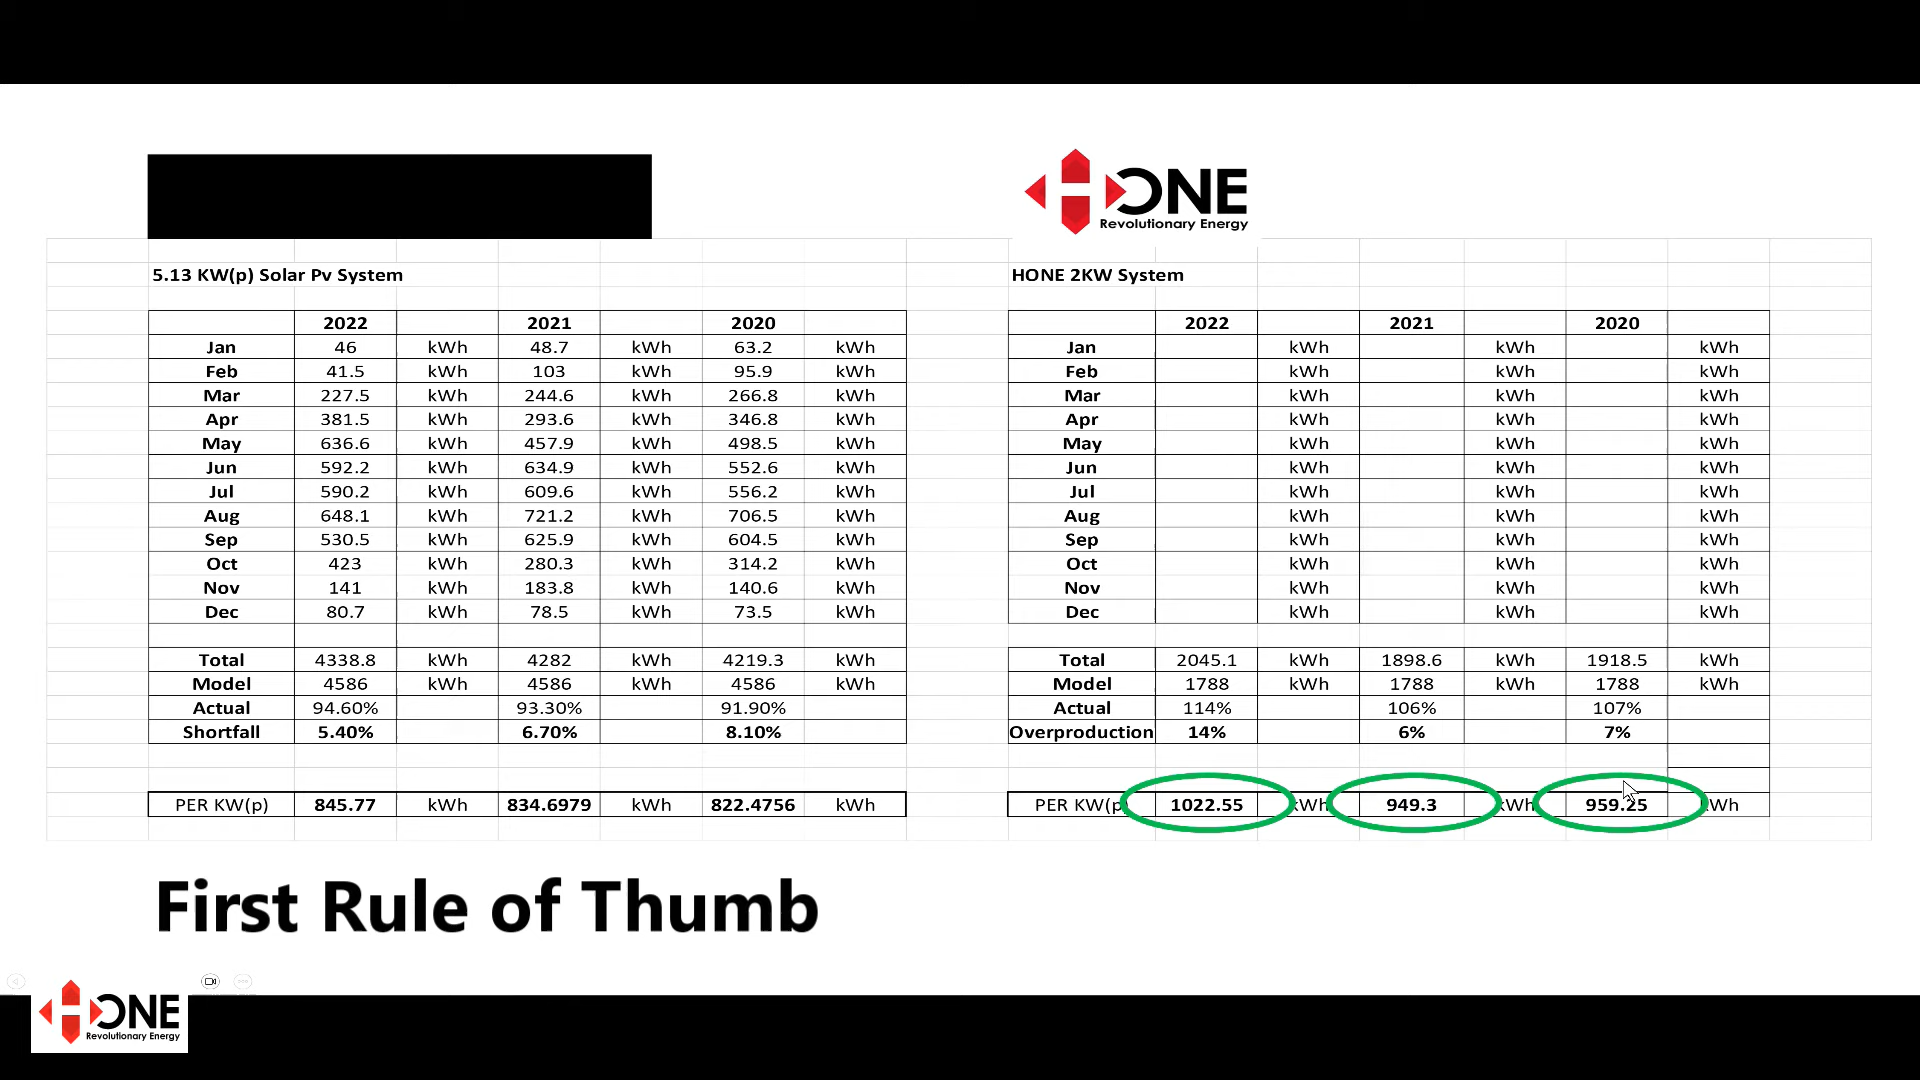 HONE
Revolutionary Energy
5.13 KW(p) Solar Pv System
2022 2021 2020
Jan 46 kWh 48.7 kWh 63.2 kWh
Feb 41.5 kWh 103 kWh 95.9 kWh
Mar 227.5 kWh 244.6 kWh 266.8 kWh
Apr 381.5 kWh 293.6 kWh 346.8 kWh
May 636.6 kWh 457.9 kWh 498.5 kWh
Jun 592.2 kWh 634.9 kWh 552.6 kWh
Jul 590.2 kWh 609.6 kWh 556.2 kWh
Aug 648.1 kWh 721.2 kWh 706.5 kWh
Sep 530.5 kWh 625.9 kWh 604.5 kWh
Oct 423 kWh 280.3 kWh 314.2 kWh
Nov 141 kWh 183.8 kWh 140.6 kWh
Dec 80.7 kWh 78.5 kWh 73.5 kWh
Total 4338.8 kWh 4282 kWh 4219.3 kWh
Model 4586 kWh 4586 kWh 4586 kWh
Actual 94.60% 93.30% 91.90%
Shortfall 5.40% 6.70% 8.10%
PER KW(p) 845.77 kWh 834.6979 kWh 822.4756 kWh
HONE 2KW System
2022 2021 2020
Jan kWh kWh kWh
Feb kWh kWh kWh
Mar kWh kWh kWh
Apr kWh kWh kWh
May kWh kWh kWh
Jun kWh kWh kWh
Jul kWh kWh kWh
Aug kWh kWh kWh
Sep kWh kWh kWh
Oct kWh kWh kWh
Nov kWh kWh kWh
Dec kWh kWh kWh
Total 2045.1 kWh 1898.6 kWh 1918.5 kWh
Model 1788 kWh 1788 kWh 1788 kWh
Actual 114% 106% 107%
Overproduction 14% 6% 7%
PER KW(p) 1022.55 kWh 949.3 kWh 959.25 kWh
First Rule of Thumb
HONE
Revolutionary Energy